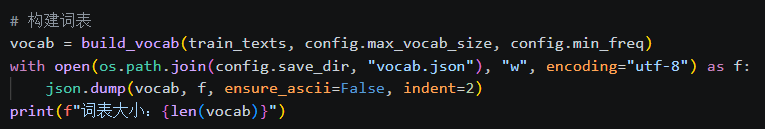 # 构建词表
vocab = build_vocab(train_texts, config.max_vocab_size, config.min_freq)
with open(os.path.join(config.save_dir, "vocab.json"), "w", encoding="utf-8") as f:
    json.dump(vocab, f, ensure_ascii=False, indent=2)
print(f"词表大小：{len(vocab)}")